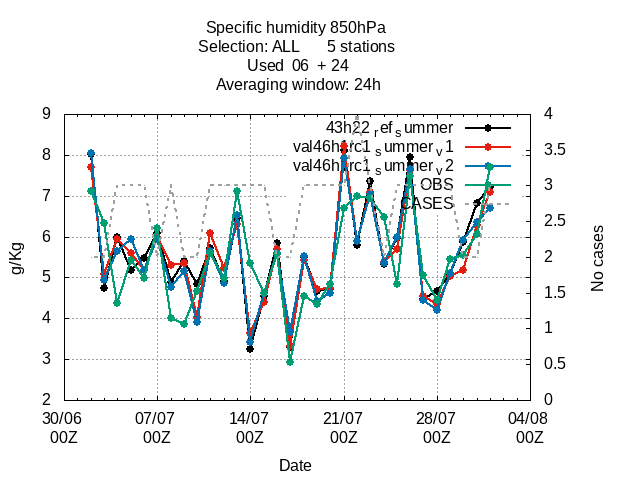 Specific humidity 850hPa
Selection: ALL      5 stations
Used  06  + 24
Averaging window: 24h
43h22_ref_summer
val46h1rc1_summer_v1
val46h1rc1_summer_v2
OBS
CASES
g/Kg
9
8
7
6
5
4
3
2
No cases
4
3.5
3
2.5
2
1.5
1
0.5
0
30/06 07/07 14/07 21/07 28/07 04/08
00Z 00Z 00Z 00Z 00Z 00Z
Date